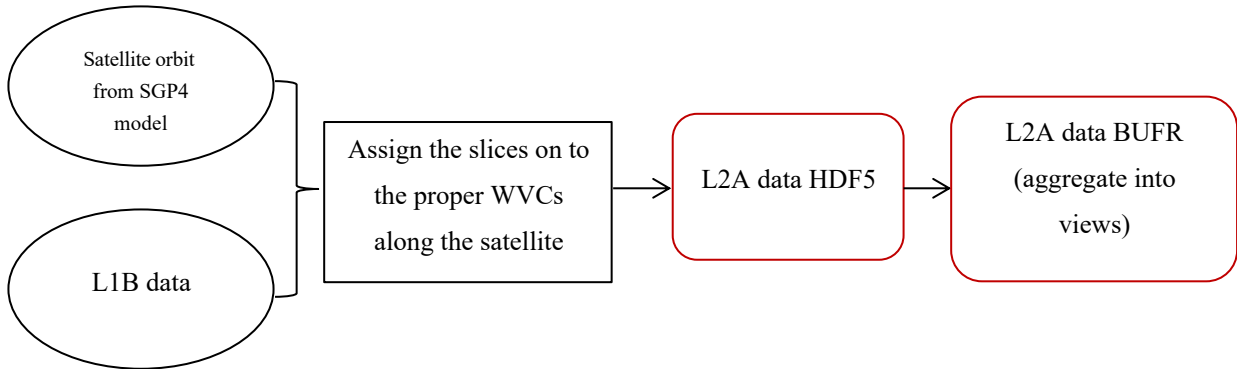 Satellite orbit
from SGP4
model
L1B data
Assign the slices on to
the proper WVCs
along the satellite
L2A data HDF5
L2A data BUFR
(aggregate into
views)